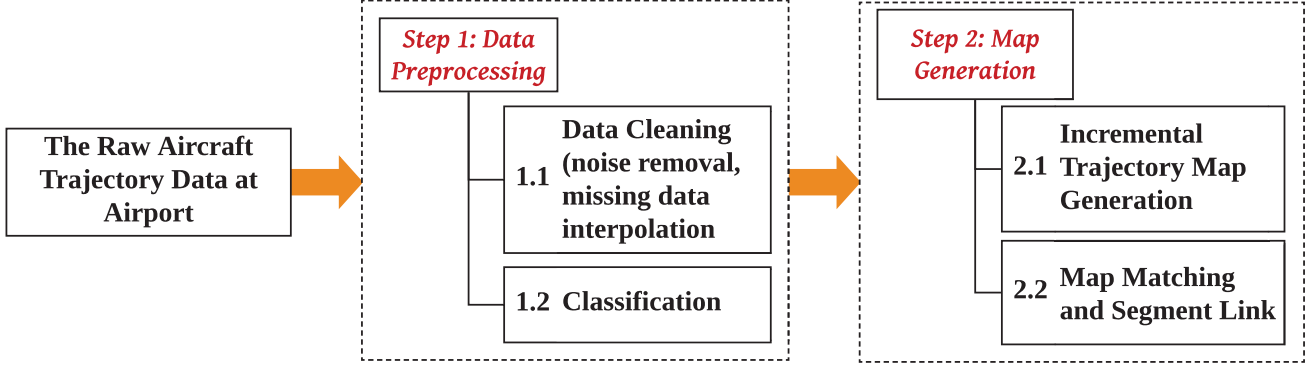 The Raw Aircraft
Trajectory Data at
Airport
Step 1: Data
Preprocessing
1.1 Data Cleaning
(noise removal,
missing data
interpolation
1.2 Classification
Step 2: Map
Generation
2.1 Incremental
Trajectory Map
Generation
2.2 Map Matching
and Segment Link